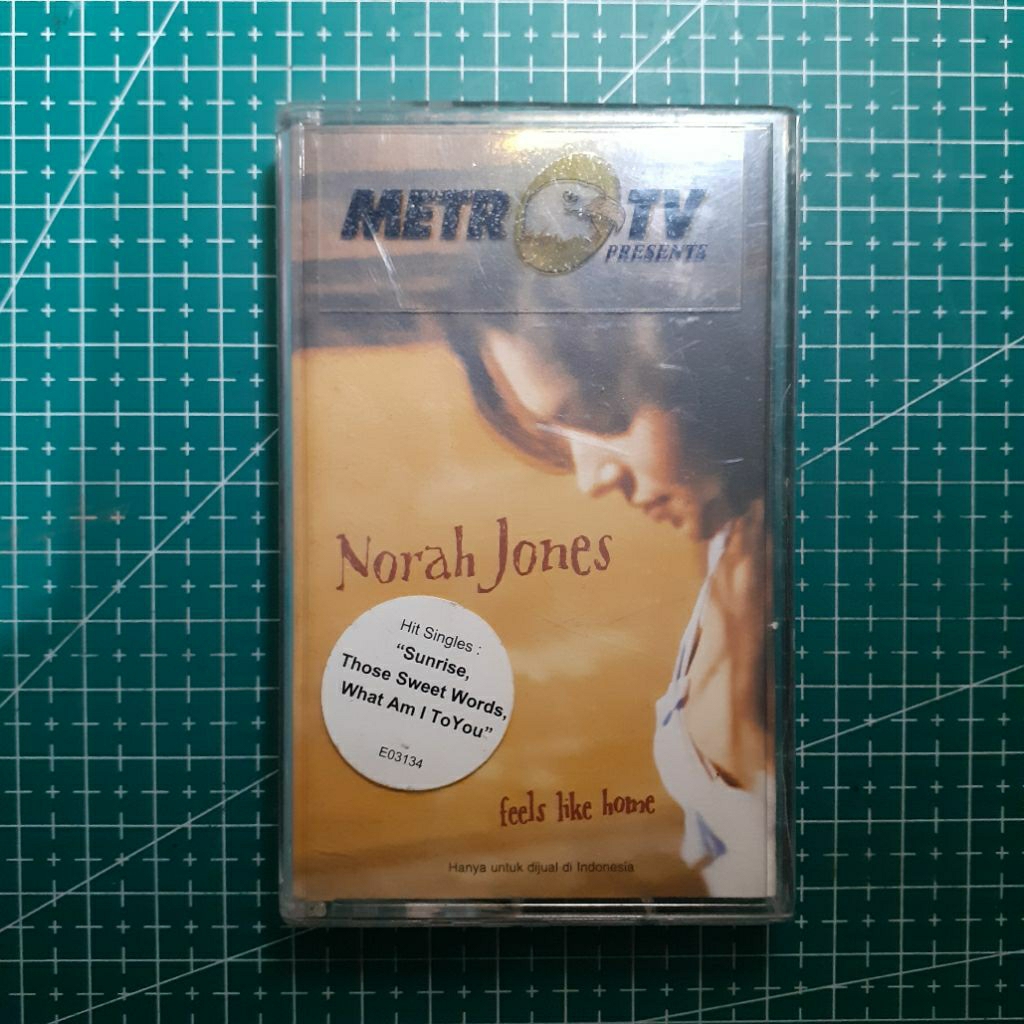 METR TV
PRESENTS
Norah Jones
Hit Singles :
“Sunrise,
Those Sweet Words,
What Am I ToYou”
E03134
feels like home
Hanya untuk dijual di Indonesia